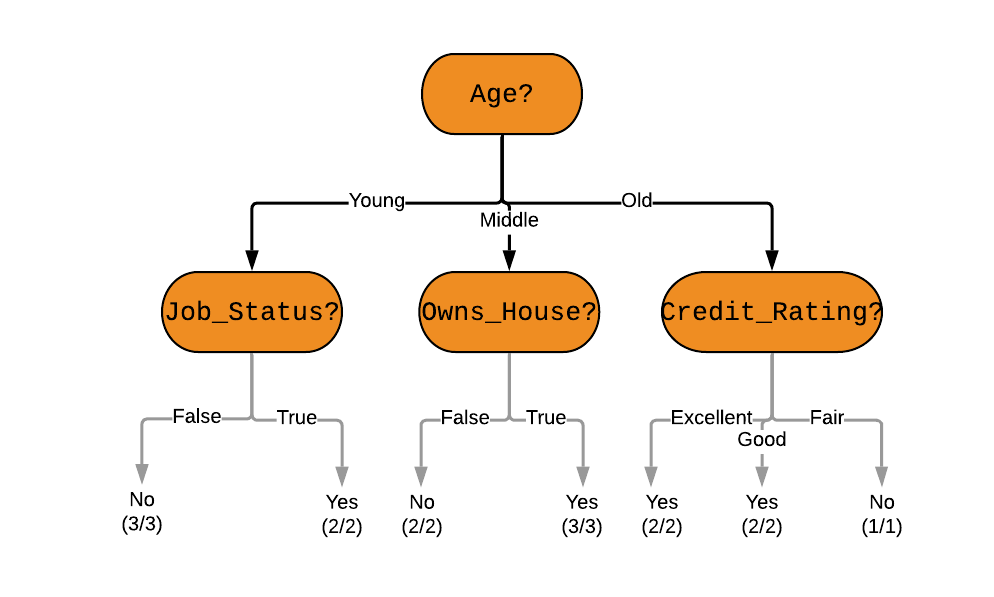 Age?
Young
Middle
Old
Job_Status?
Owns_House?
Credit_Rating?
False
True
False
True
Excellent
Good
Fair
No
(3/3)
Yes
(2/2)
No
(2/2)
Yes
(3/3)
Yes
(2/2)
Yes
(2/2)
No
(1/1)